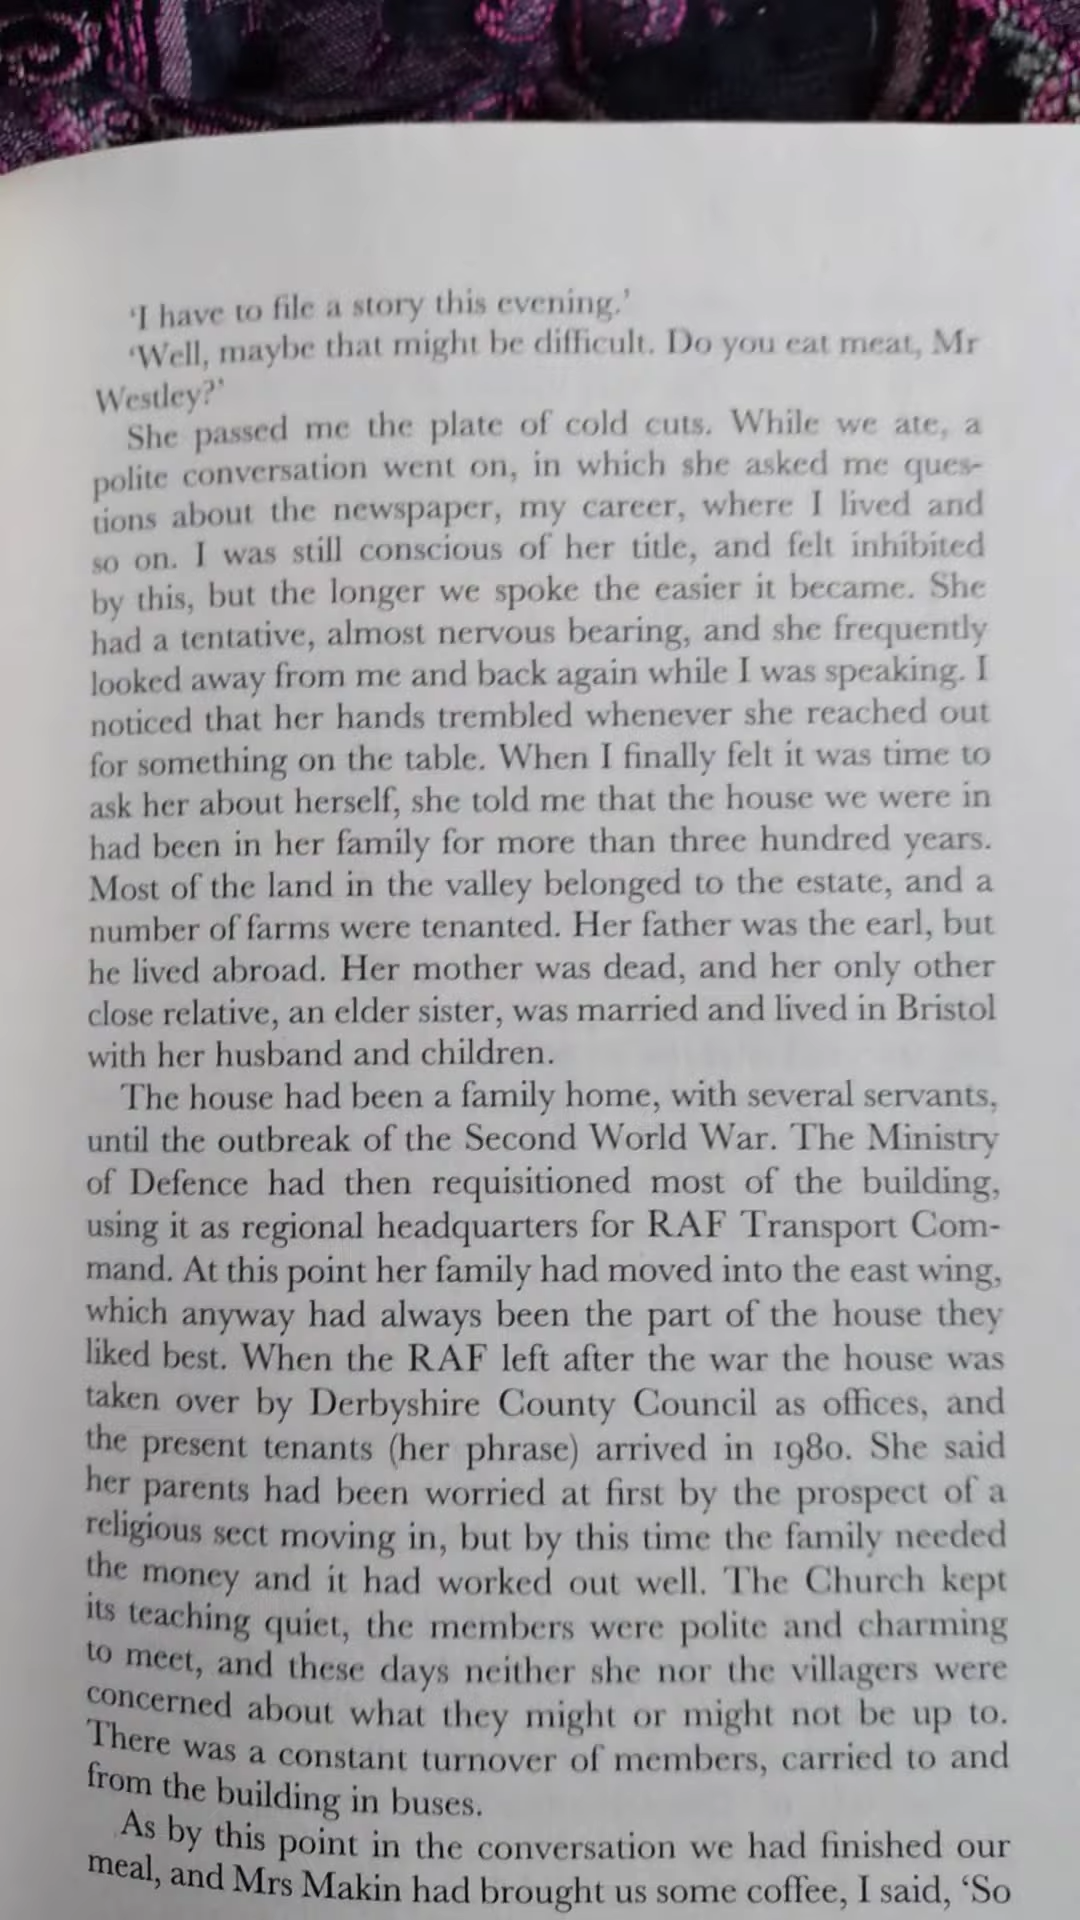 ‘I have to file a story this evening.’
‘Well, maybe that might be difficult. Do you eat meat, Mr
Westley?’
She passed me the plate of cold cuts. While we ate, a
polite conversation went on, in which she asked me ques-
tions about the newspaper, my career, where I lived and
so on. I was still conscious of her title, and felt inhibited
by this, but the longer we spoke the easier it became. She
had a tentative, almost nervous bearing, and she frequently
looked away from me and back again while I was speaking. I
noticed that her hands trembled whenever she reached out
for something on the table. When I finally felt it was time to
ask her about herself, she told me that the house we were in
had been in her family for more than three hundred years.
Most of the land in the valley belonged to the estate, and a
number of farms were tenanted. Her father was the earl, but
he lived abroad. Her mother was dead, and her only other
close relative, an elder sister, was married and lived in Bristol
with her husband and children.
The house had been a family home, with several servants,
until the outbreak of the Second World War. The Ministry
of Defence had then requisitioned most of the building,
using it as regional headquarters for RAF Transport Com-
mand. At this point her family had moved into the east wing,
which anyway had always been the part of the house they
liked best. When the RAF left after the war the house was
taken over by Derbyshire County Council as offices, and
the present tenants (her phrase) arrived in 1980. She said
her parents had been worried at first by the prospect of a
religious sect moving in, but by this time the family needed
the money and it had worked out well. The Church kept
its teaching quiet, the members were polite and charming
to meet, and these days neither she nor the villagers were
concerned about what they might or might not be up to.
There was a constant turnover of members, carried to and
from the building in buses.
As by this point in the conversation we had finished our
meal, and Mrs Makin had brought us some coffee, I said, ‘So